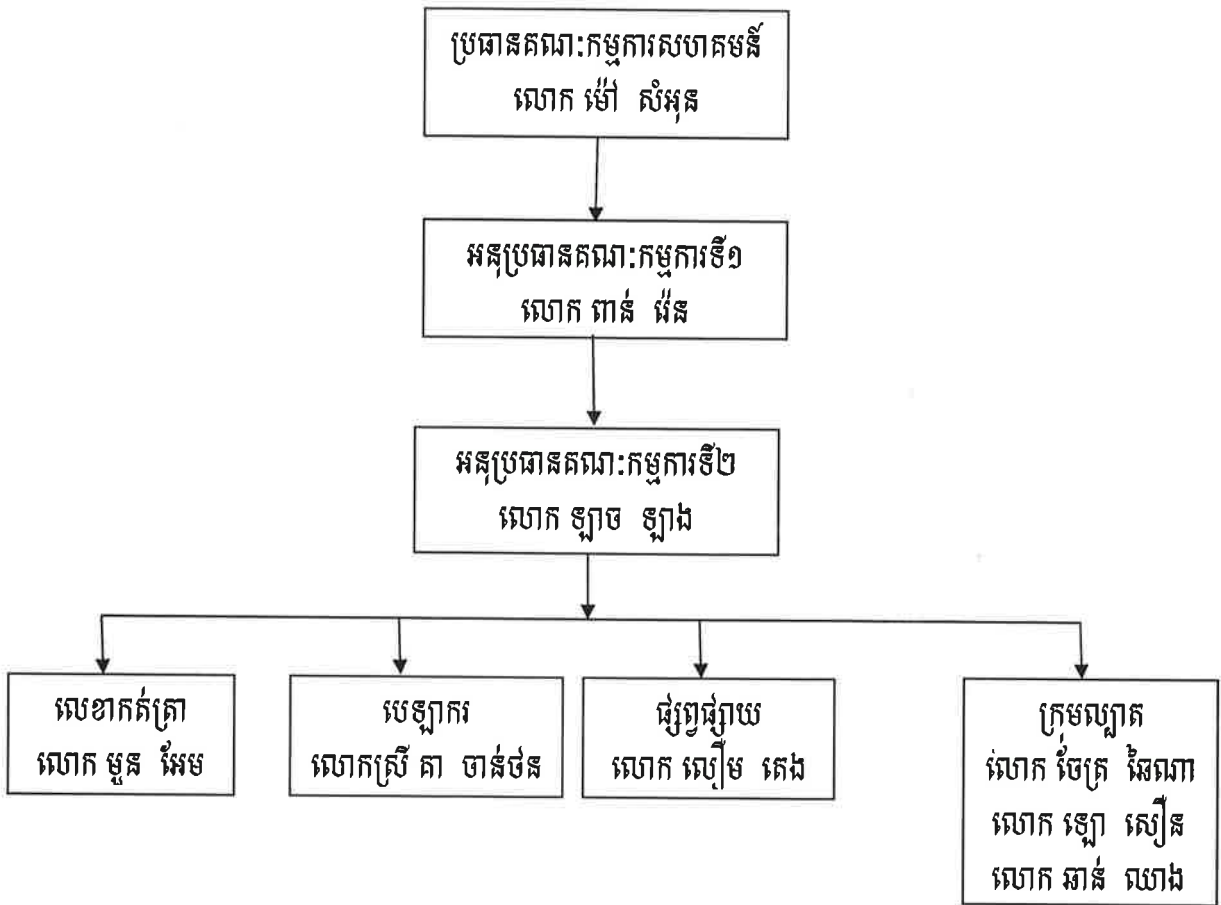 ប្រធានគណៈកម្មការសហគមន៍
លោក ម៉ៅ សំអុន
អនុប្រធានគណៈកម្មការទី១
លោក ពាន់ វ៉េន
អនុប្រធានគណៈកម្មការទី២
លោក ឡាច ឡាង
លេខាកត់ត្រា
លោក មួន អែម
បេឡាករ
លោកស្រី គា ចាន់ថន
ផ្សព្វផ្សាយ
លោក លឿម តេង
ក្រុមល្បាត
លោក ចែត្រ ឆៃណា
លោក ឡោ សឿន
លោក ឆាន់ ឈាង